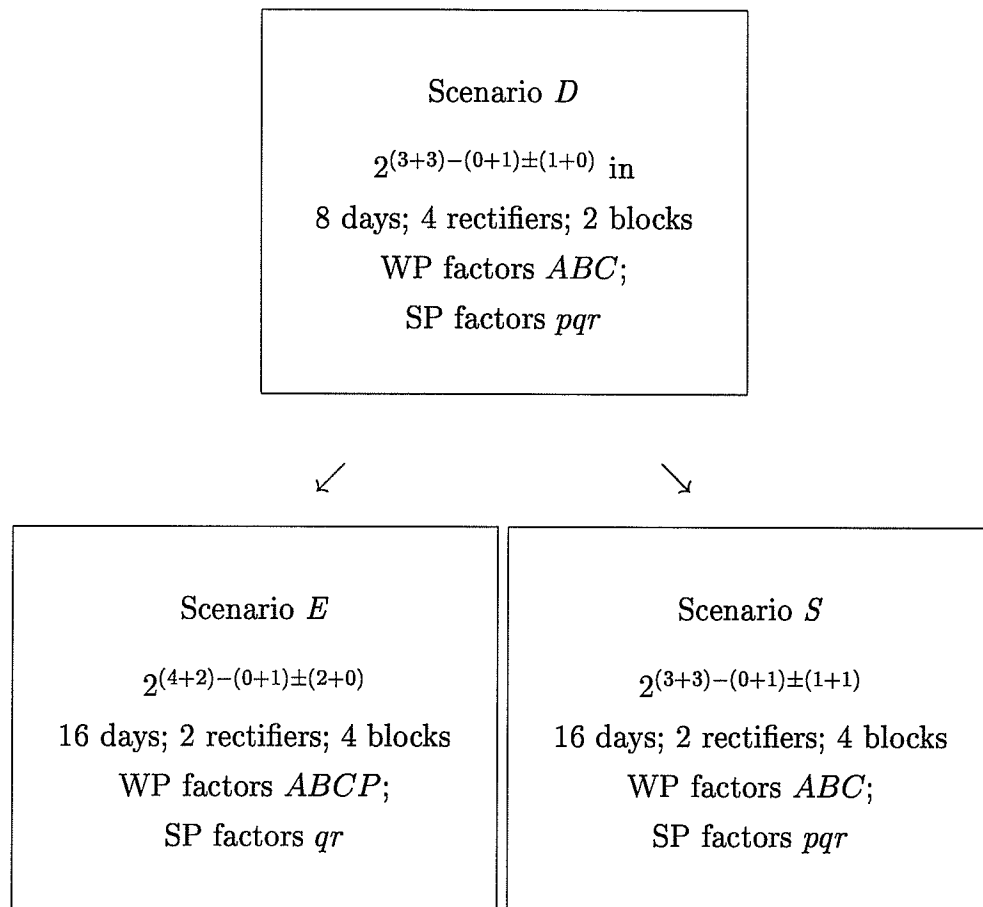 Scenario D
2^{(3+3)−(0+1)±(1+0)} in
8 days; 4 rectifiers; 2 blocks
WP factors ABC;
SP factors pqr
Scenario E
2^{(4+2)−(0+1)±(2+0)}
16 days; 2 rectifiers; 4 blocks
WP factors ABCP;
SP factors qr
Scenario S
2^{(3+3)−(0+1)±(1+1)}
16 days; 2 rectifiers; 4 blocks
WP factors ABC;
SP factors pqr